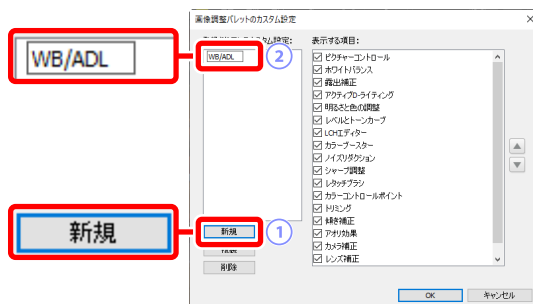 画像調整パレットのカスタム設定
表示する項目:
WB/ADL
WB/ADL
②
ピクチャーコントロール
ホワイトバランス
露出補正
アクティブD-ライティング
明るさと色の調整
レベルとトーンカーブ
LCHエディター
カラーブースター
ノイズリダクション
シャープ調整
レタッチブラシ
カラーコントロールポイント
トリミング
傾き補正
アオリ効果
カメラ補正
レンズ補正
新規
新規
①
削除
OK
キャンセル